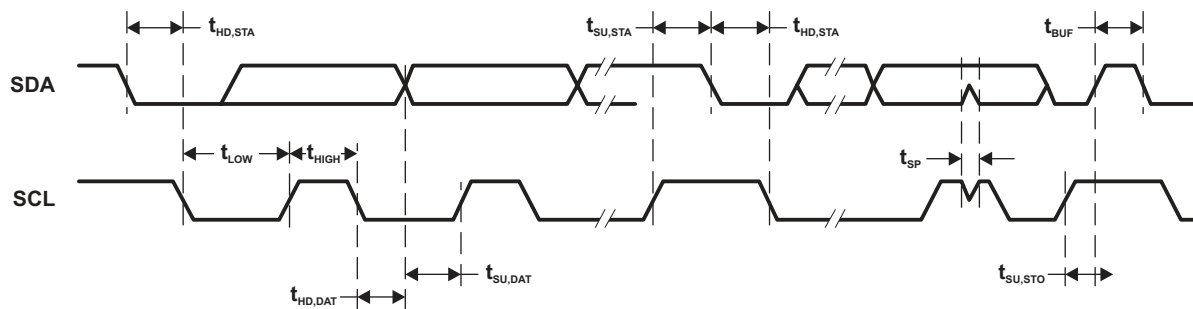 tHD,STA
tSU,STA
tHD,STA
tBUF
SDA
tLOW
tHIGH
tSP
SCL
tHD,DAT
tSU,DAT
tSU,STO